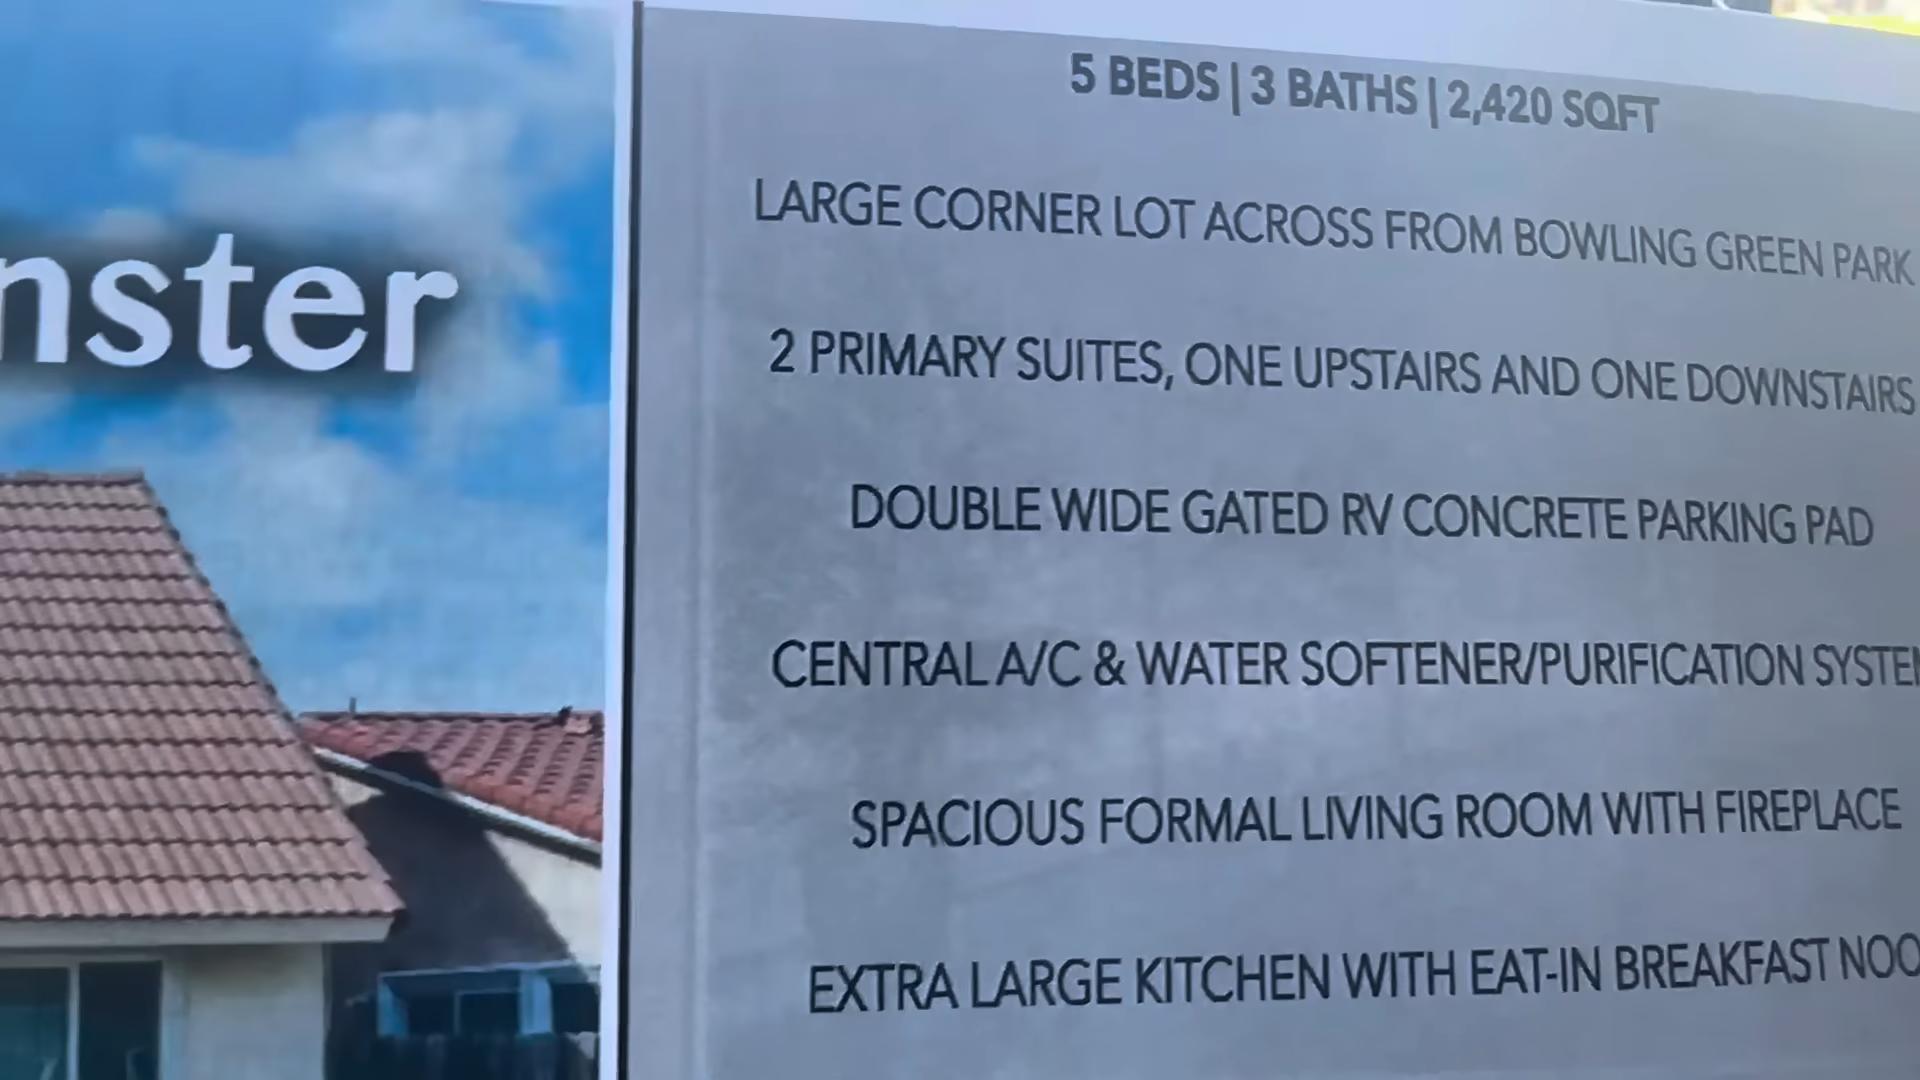 nster
5 BEDS | 3 BATHS | 2,420 SQFT
LARGE CORNER LOT ACROSS FROM BOWLING GREEN PARK
2 PRIMARY SUITES, ONE UPSTAIRS AND ONE DOWNSTAIRS
DOUBLE WIDE GATED RV CONCRETE PARKING PAD
CENTRAL A/C & WATER SOFTENER/PURIFICATION SYSTEM
SPACIOUS FORMAL LIVING ROOM WITH FIREPLACE
EXTRA LARGE KITCHEN WITH EAT-IN BREAKFAST NOO